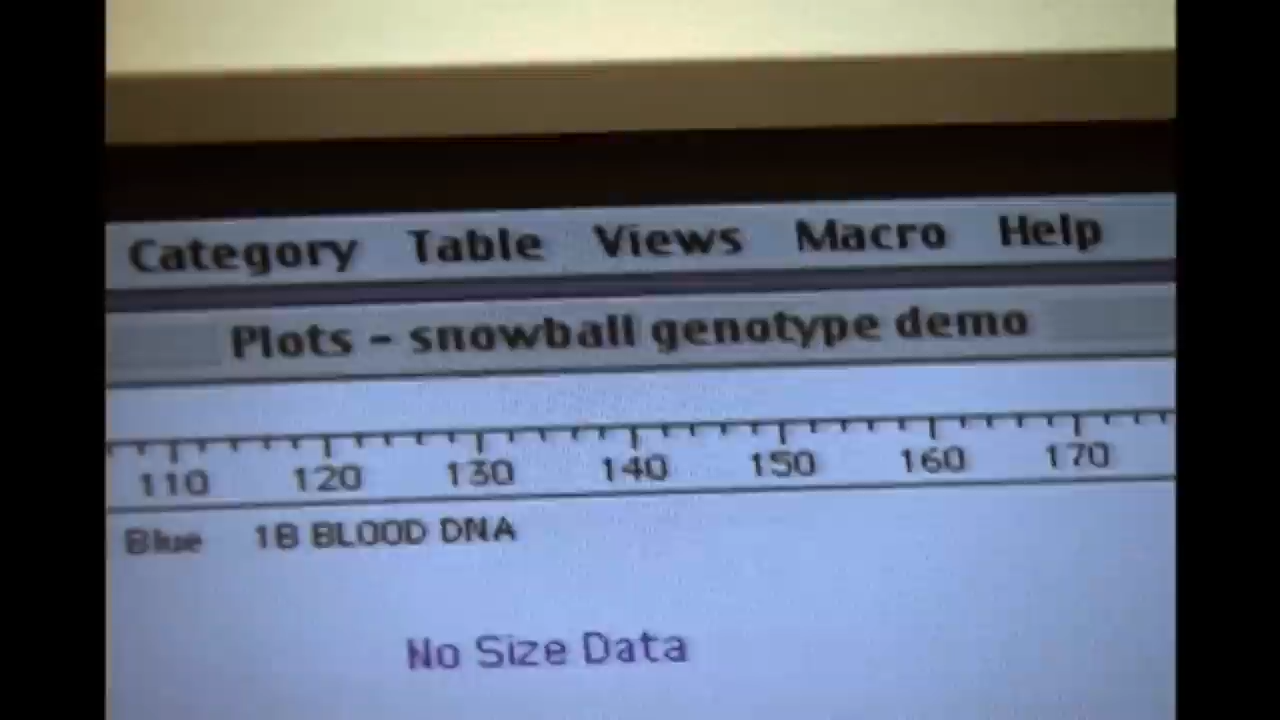 Category Table Views Macro Help
Plots - snowball genotype demo
110 120 130 140 150 160 170
Blue 1B BLOOD DNA
No Size Data